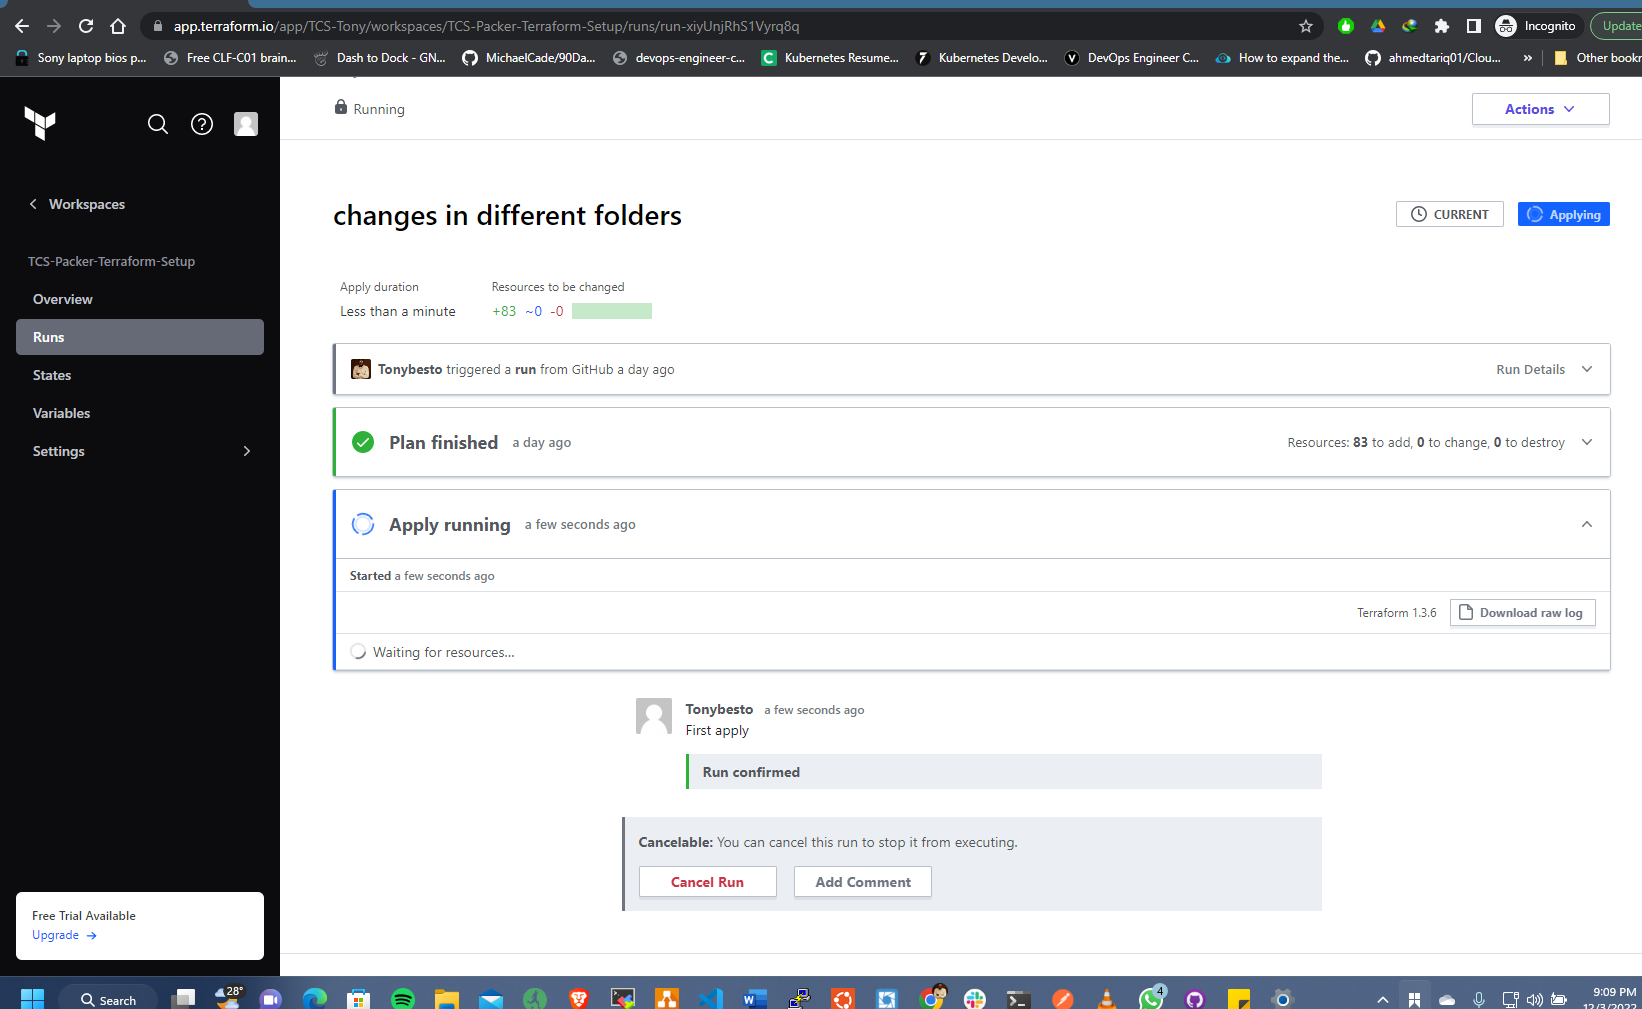 app.terraform.io/app/TCS-Tony/workspaces/TCS-Packer-Terraform-Setup/runs/run-xiyUnjRhS1Vyrq8q
Incognito
Update
Sony laptop bios p...
Free CLF-C01 brain...
Dash to Dock - GN...
MichaelCade/90Da...
devops-engineer-c...
Kubernetes Resume...
Kubernetes Develo...
DevOps Engineer C...
How to expand the...
ahmedtariq01/Clou...
»
Other bookr
Running
Actions
Workspaces
TCS-Packer-Terraform-Setup
Overview
Runs
States
Variables
Settings
Free Trial Available
Upgrade →
changes in different folders
CURRENT
Applying
Apply duration
Resources to be changed
Less than a minute
+83 ~0 -0
Tonybesto triggered a run from GitHub a day ago
Run Details
Plan finished a day ago
Resources: 83 to add, 0 to change, 0 to destroy
Apply running a few seconds ago
Started a few seconds ago
Terraform 1.3.6
Download raw log
Waiting for resources...
Tonybesto a few seconds ago
First apply
Run confirmed
Cancelable: You can cancel this run to stop it from executing.
Cancel Run
Add Comment
Search
28°
4
9:09 PM
12/3/2022